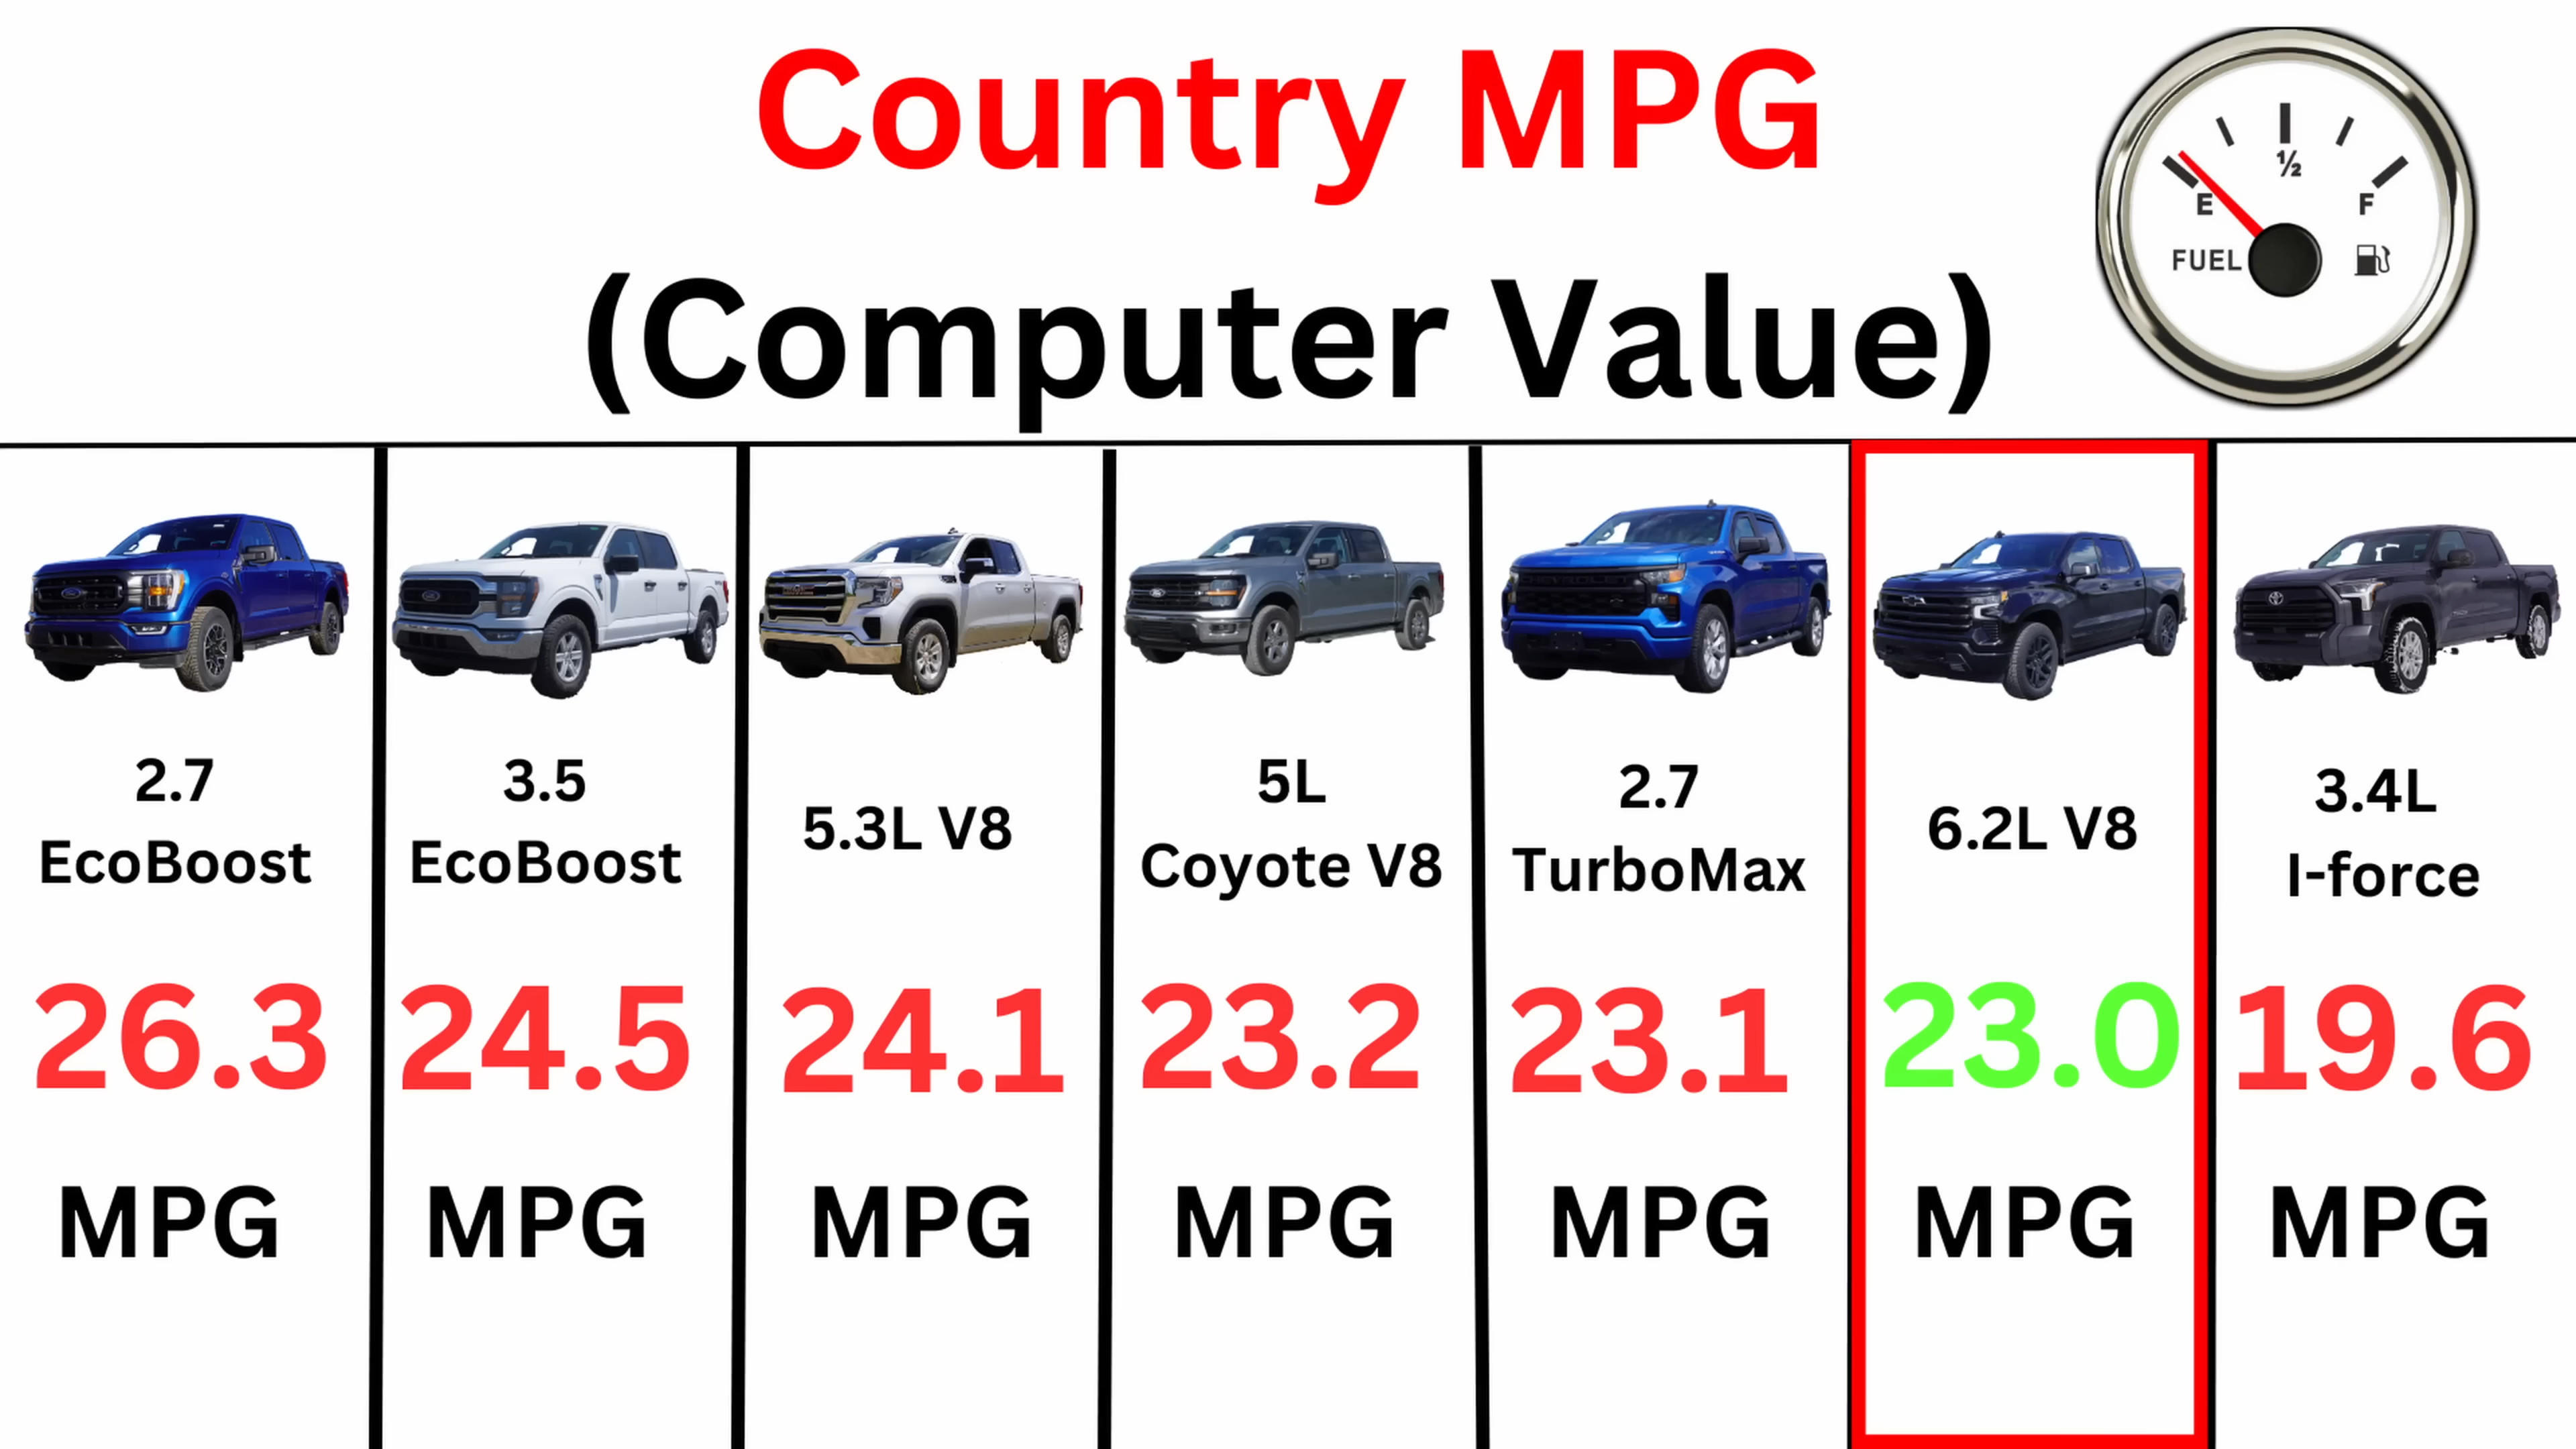 Country MPG
(Computer Value)
½
E
F
FUEL
2.7
EcoBoost
26.3
MPG
3.5
EcoBoost
24.5
MPG
5.3L V8
24.1
MPG
5L
Coyote V8
23.2
MPG
CHEVROLET
2.7
TurboMax
23.1
MPG
6.2L V8
23.0
MPG
3.4L
I-force
19.6
MPG